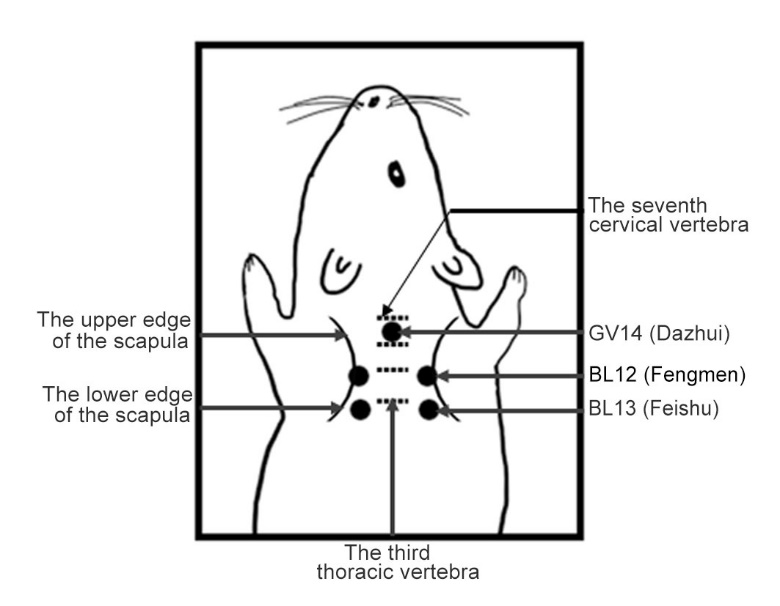 The seventh
cervical vertebra
The upper edge
of the scapula
GV14 (Dazhui)
BL12 (Fengmen)
The lower edge
of the scapula
BL13 (Feishu)
The third
thoracic vertebra